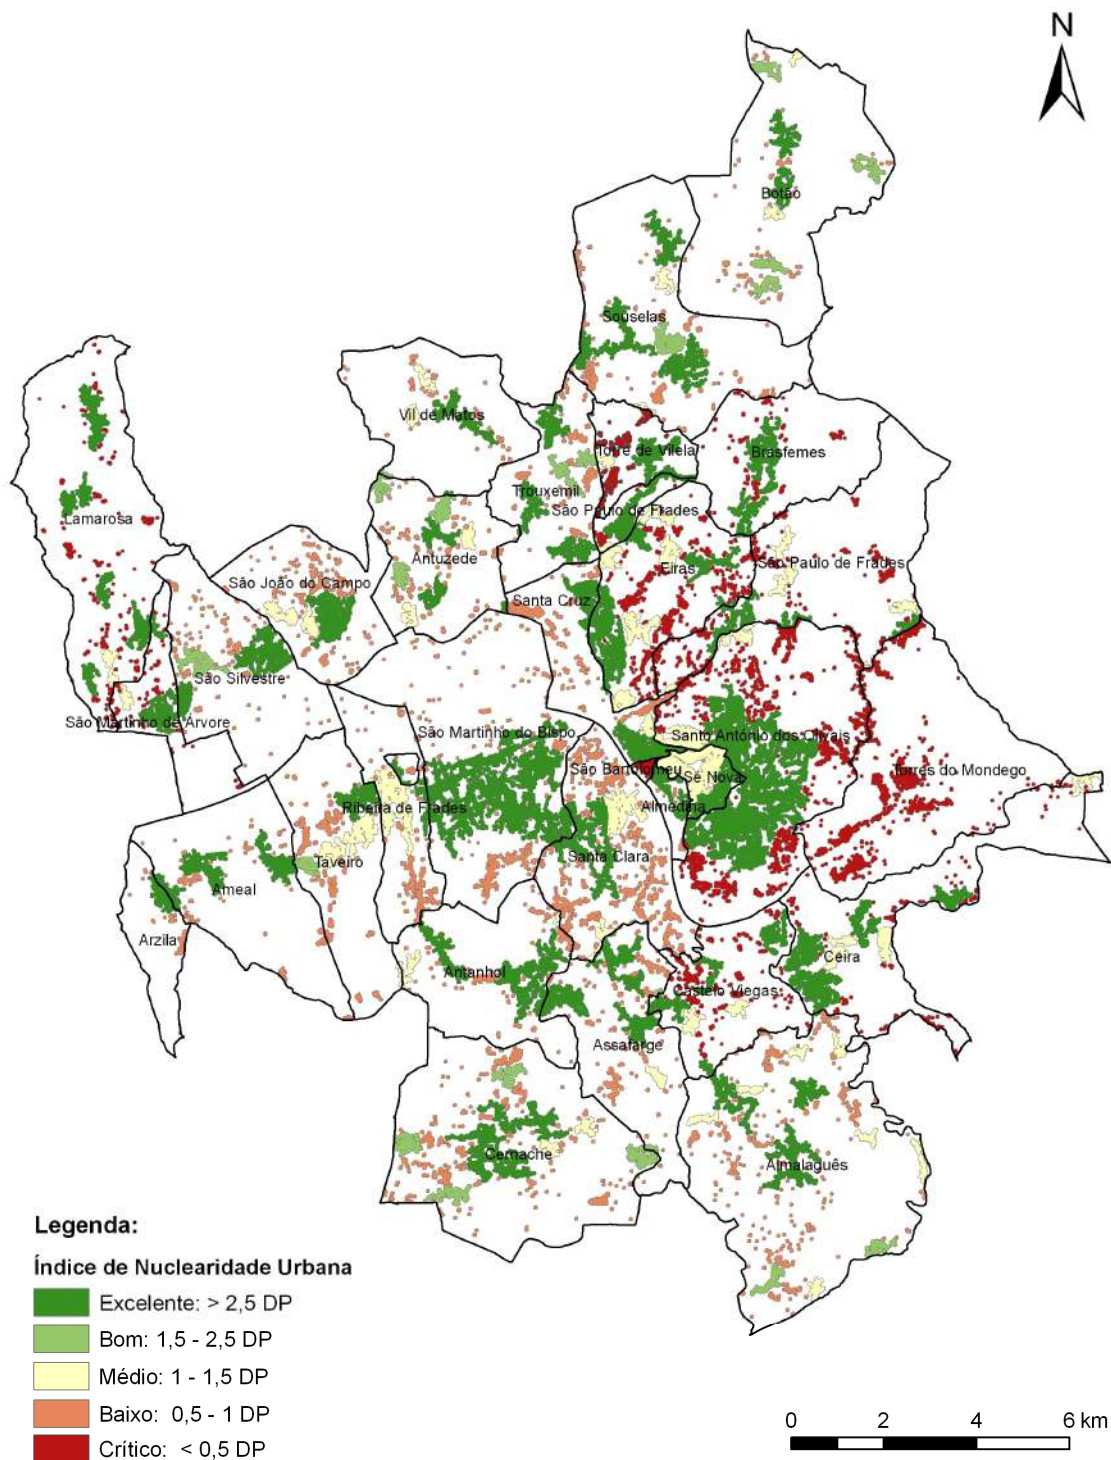 N
Botão
Souselas
Vil de Matos
Torre de Vilela
Brasfemes
Trouxemil
São Paulo de Frades
Lamarosa
Antuzede
Eiras
São Paulo de Frades
São João do Campo
Santa Cruz
São Silvestre
São Martinho de Árvore
São Martinho do Bispo
Santo António dos Olivais
São Bartolomeu
Sé Nova
Torres do Mondego
Ribeira de Frades
Almedina
Taveiro
Santa Clara
Ameal
Arzila
Antanhol
Ceira
Castelo Viegas
Assafarge
Cernache
Almalaguês
Legenda:
Índice de Nuclearidade Urbana
Excelente: > 2,5 DP
Bom: 1,5 - 2,5 DP
Médio: 1 - 1,5 DP
Baixo: 0,5 - 1 DP
Crítico: < 0,5 DP
0 2 4 6 km